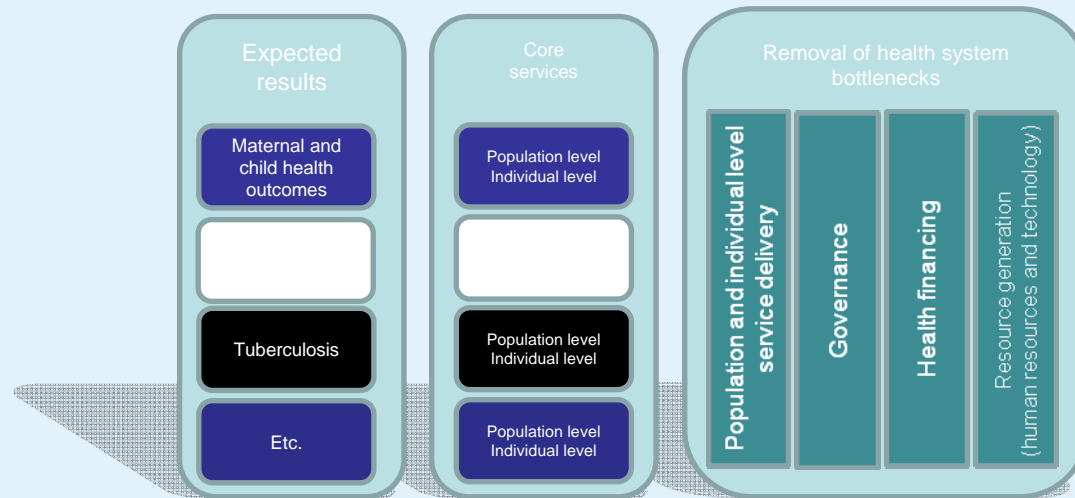 Expected
results
Maternal and
child health
outcomes
Tuberculosis
Etc.
Core
services
Population level
Individual level
Population level
Individual level
Population level
Individual level
Removal of health system
bottlenecks
Population and individual level
service delivery
Governance
Health financing
Resource generation
(human resources and technology)